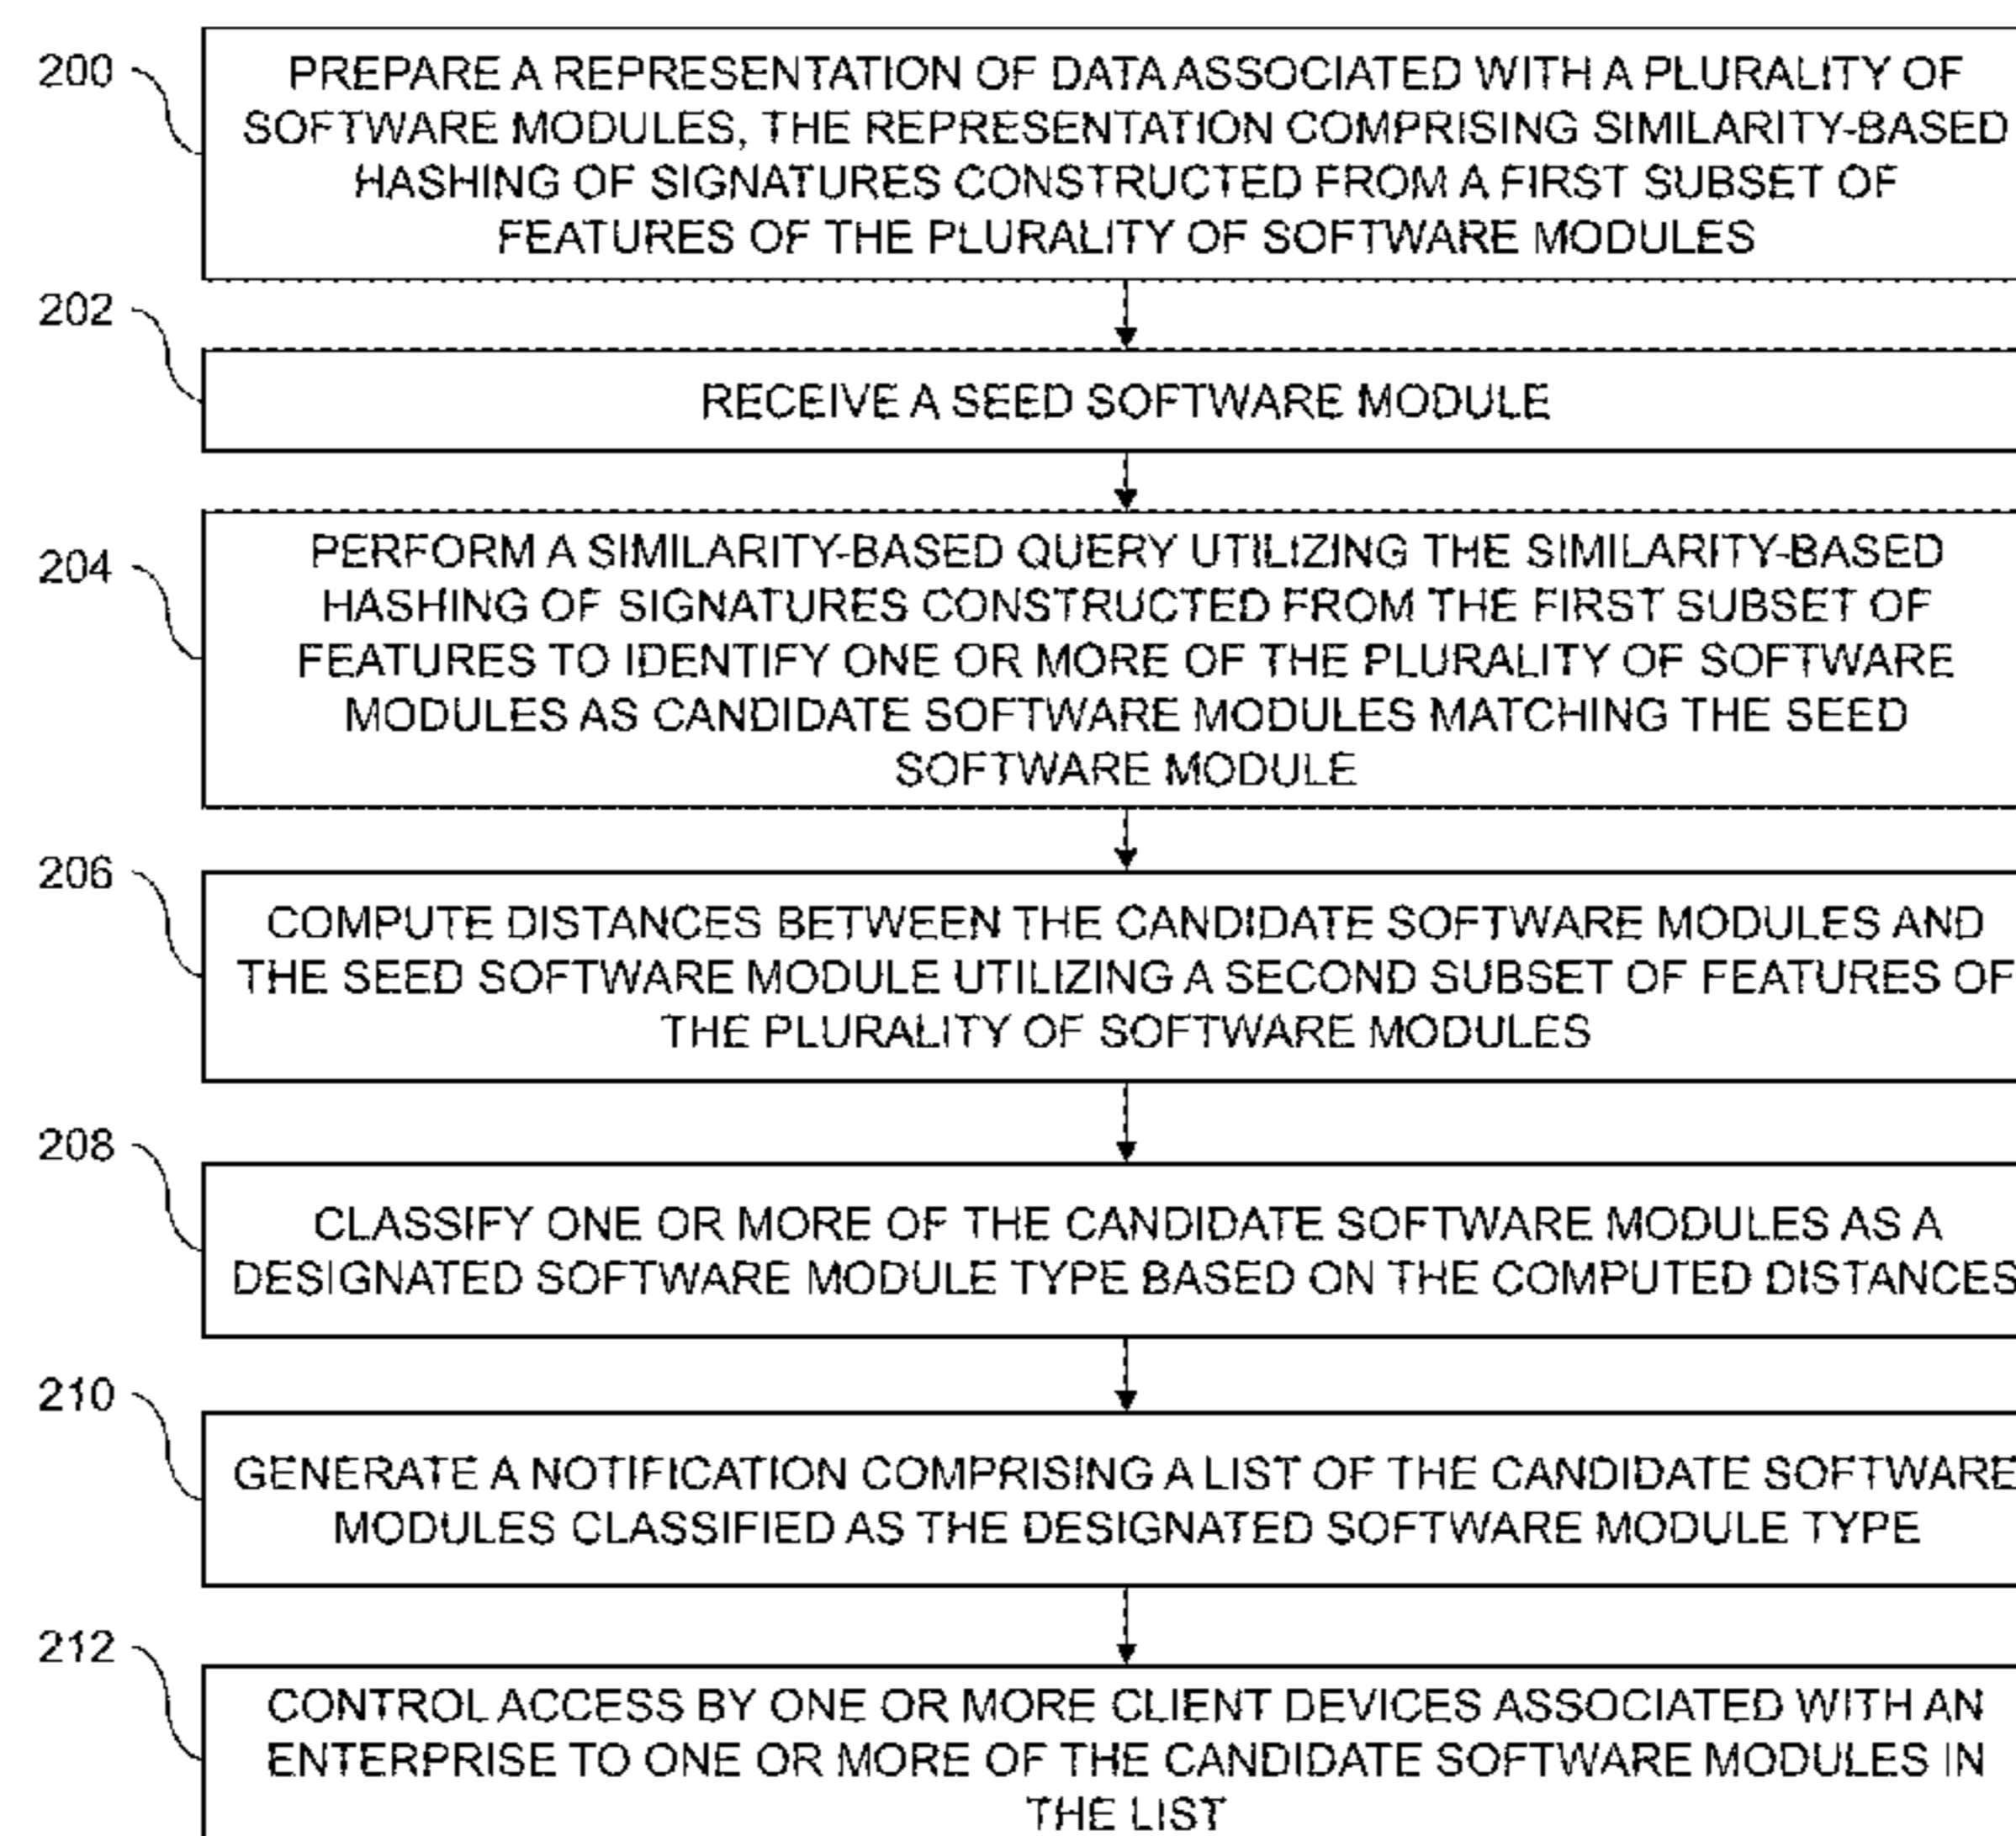 200
PREPARE A REPRESENTATION OF DATA ASSOCIATED WITH A PLURALITY OF
SOFTWARE MODULES, THE REPRESENTATION COMPRISING SIMILARITY-BASED
HASHING OF SIGNATURES CONSTRUCTED FROM A FIRST SUBSET OF
FEATURES OF THE PLURALITY OF SOFTWARE MODULES
202
RECEIVE A SEED SOFTWARE MODULE
204
PERFORM A SIMILARITY-BASED QUERY UTILIZING THE SIMILARITY-BASED
HASHING OF SIGNATURES CONSTRUCTED FROM THE FIRST SUBSET OF
FEATURES TO IDENTIFY ONE OR MORE OF THE PLURALITY OF SOFTWARE
MODULES AS CANDIDATE SOFTWARE MODULES MATCHING THE SEED
SOFTWARE MODULE
206
COMPUTE DISTANCES BETWEEN THE CANDIDATE SOFTWARE MODULES AND
THE SEED SOFTWARE MODULE UTILIZING A SECOND SUBSET OF FEATURES OF
THE PLURALITY OF SOFTWARE MODULES
208
CLASSIFY ONE OR MORE OF THE CANDIDATE SOFTWARE MODULES AS A
DESIGNATED SOFTWARE MODULE TYPE BASED ON THE COMPUTED DISTANCES
210
GENERATE A NOTIFICATION COMPRISING A LIST OF THE CANDIDATE SOFTWARE
MODULES CLASSIFIED AS THE DESIGNATED SOFTWARE MODULE TYPE
212
CONTROL ACCESS BY ONE OR MORE CLIENT DEVICES ASSOCIATED WITH AN
ENTERPRISE TO ONE OR MORE OF THE CANDIDATE SOFTWARE MODULES IN
THE LIST